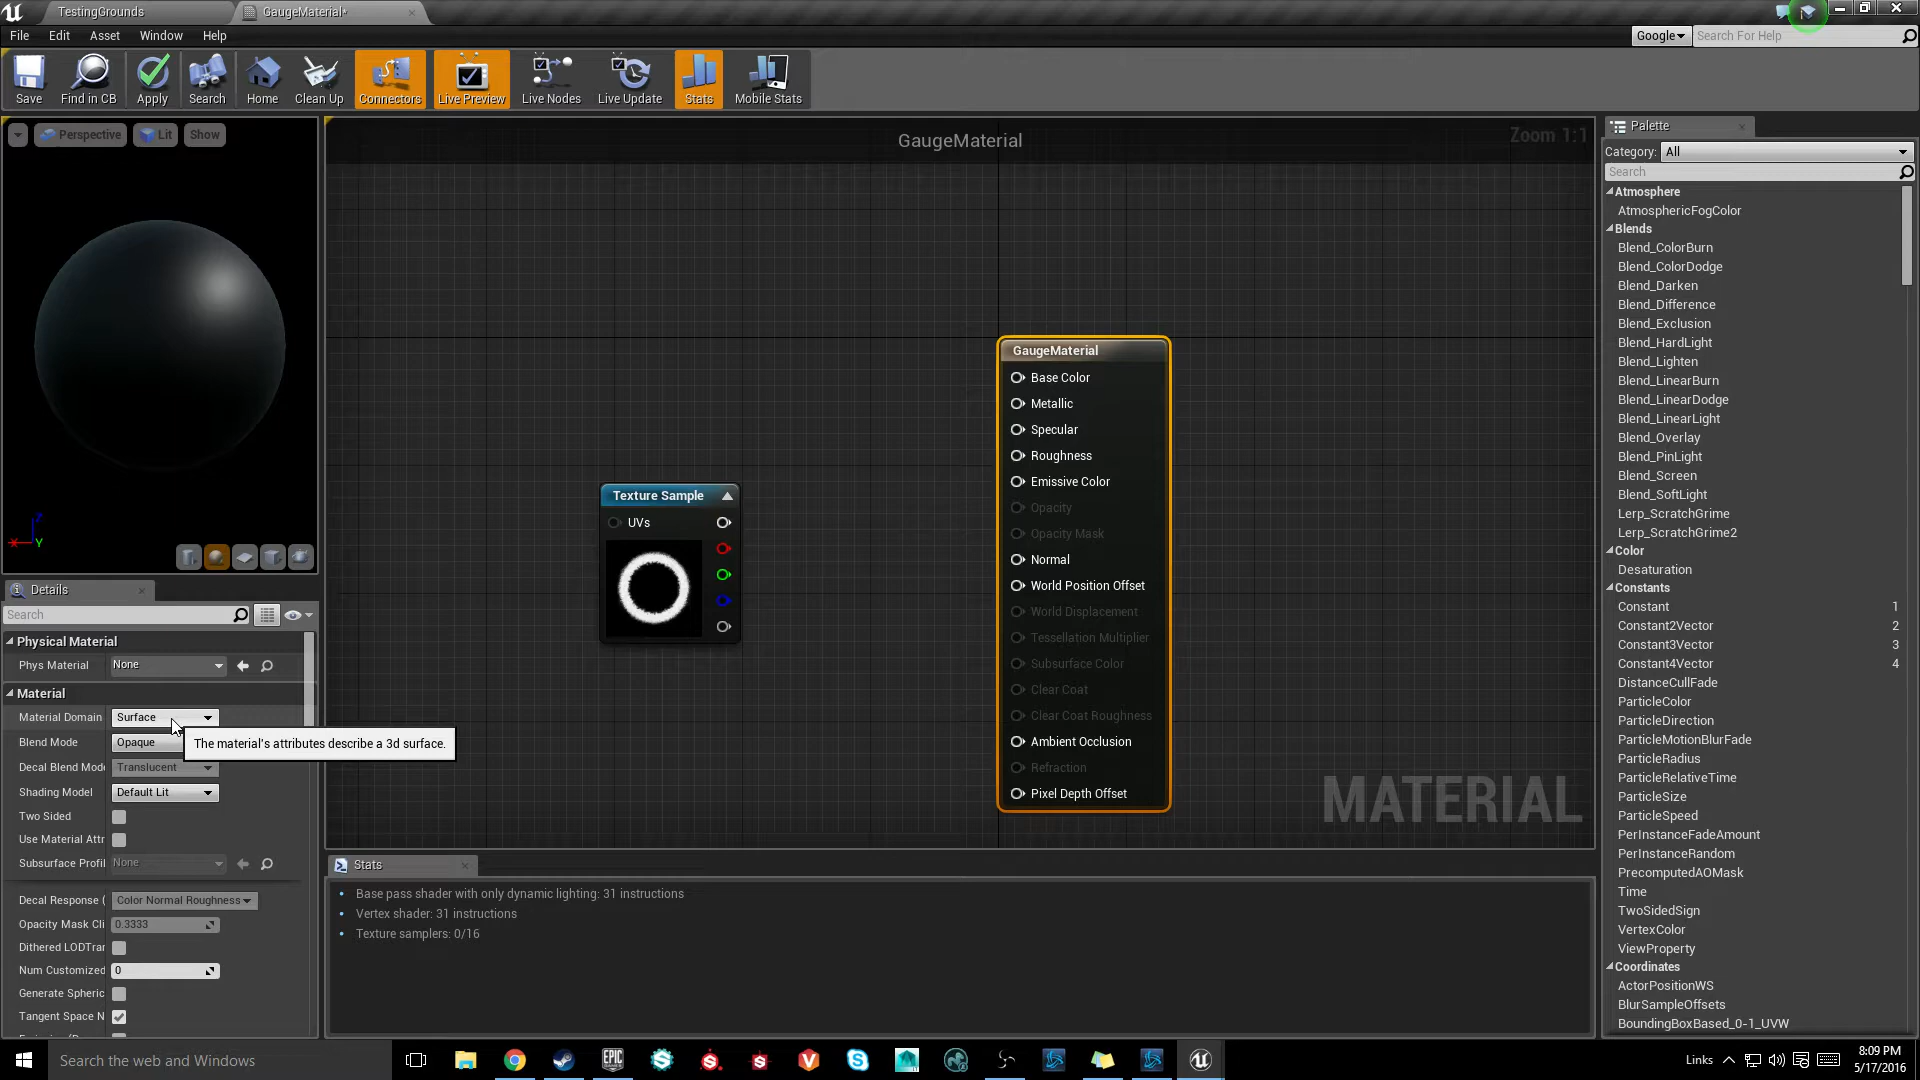 TestingGrounds
GaugeMaterial*
File Edit Asset Window Help
Google
Search For Help
Save
Find in CB
Apply
Search
Home
Clean Up
Connectors
Live Preview
Live Nodes
Live Update
Stats
Mobile Stats
Perspective
Lit
Show
GaugeMaterial
Zoom 1:1
Z
X
Y
Texture Sample
UVs
GaugeMaterial
Base Color
Metallic
Specular
Roughness
Emissive Color
Opacity
Opacity Mask
Normal
World Position Offset
World Displacement
Tessellation Multiplier
Subsurface Color
Clear Coat
Clear Coat Roughness
Ambient Occlusion
Refraction
Pixel Depth Offset
MATERIAL
Details
Search
Physical Material
Phys Material None
Material
Material Domain Surface
The material's attributes describe a 3d surface.
Blend Mode Opaque
Decal Blend Mode Translucent
Shading Model Default Lit
Two Sided
Use Material Attr
Subsurface Profil None
Decal Response ( Color Normal Roughness
Opacity Mask Cli 0.3333
Dithered LODTrar
Num Customized 0
Generate Spheric
Tangent Space N
Stats
Base pass shader with only dynamic lighting: 31 instructions
Vertex shader: 31 instructions
Texture samplers: 0/16
Palette
Category: All
Search
Atmosphere
AtmosphericFogColor
Blends
Blend_ColorBurn
Blend_ColorDodge
Blend_Darken
Blend_Difference
Blend_Exclusion
Blend_HardLight
Blend_Lighten
Blend_LinearBurn
Blend_LinearDodge
Blend_LinearLight
Blend_Overlay
Blend_PinLight
Blend_Screen
Blend_SoftLight
Lerp_ScratchGrime
Lerp_ScratchGrime2
Color
Desaturation
Constants
Constant 1
Constant2Vector 2
Constant3Vector 3
Constant4Vector 4
DistanceCullFade
ParticleColor
ParticleDirection
ParticleMotionBlurFade
ParticleRadius
ParticleRelativeTime
ParticleSize
ParticleSpeed
PerInstanceFadeAmount
PerInstanceRandom
PrecomputedAOMask
Time
TwoSidedSign
VertexColor
ViewProperty
Coordinates
ActorPositionWS
BlurSampleOffsets
BoundingBoxBased_0-1_UVW
Search the web and Windows
EPIC
Links
8:09 PM
5/17/2016